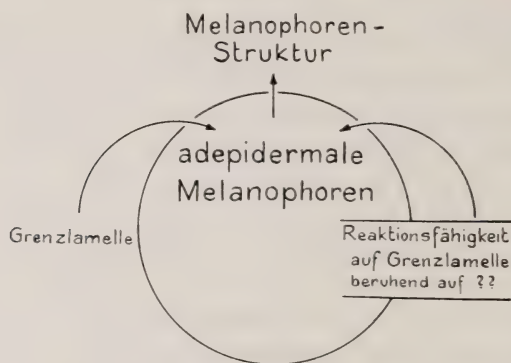 Melanophoren -
Struktur
adepidermale
Melanophoren
Grenzlamelle
Reaktionsfähigkeit
auf Grenzlamelle
beruhend auf ??